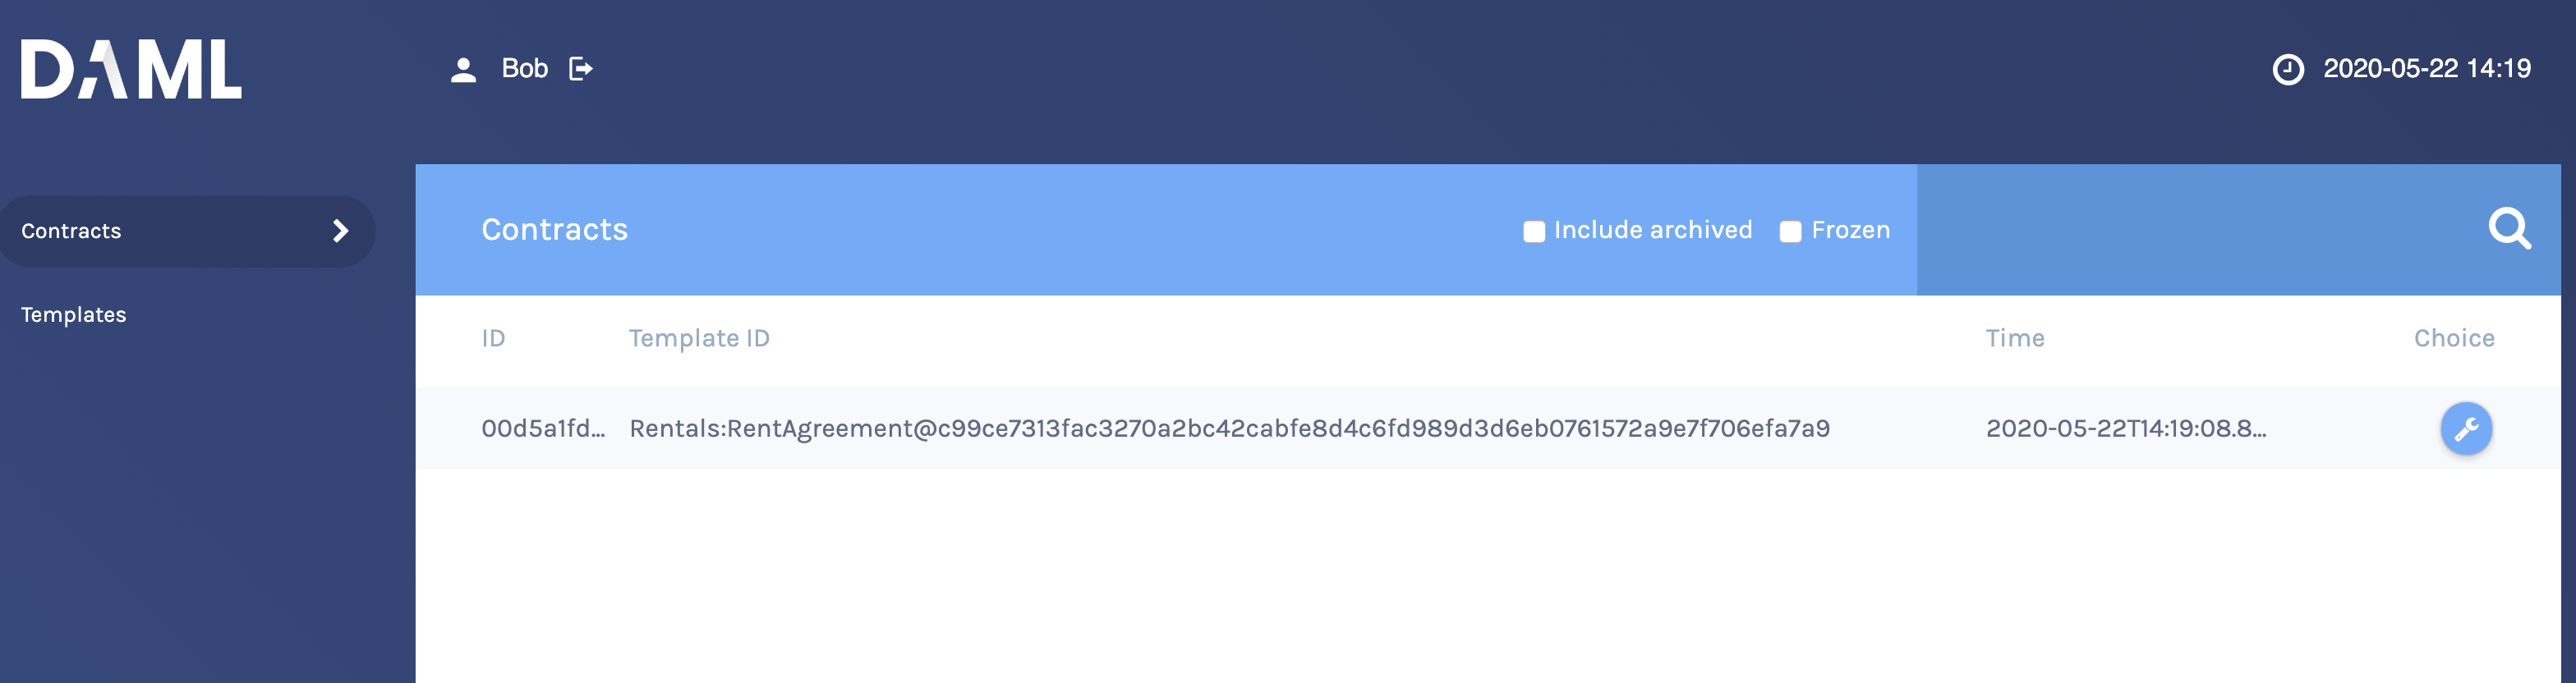 DAML
Bob
2020-05-22 14:19
Contracts
Templates
Contracts
Include archived
Frozen
ID Template ID Time Choice
00d5a1fd... Rentals:RentAgreement@c99ce7313fac3270a2bc42cabfe8d4c6fd989d3d6eb0761572a9e7f706efa7a9 2020-05-22T14:19:08.8...